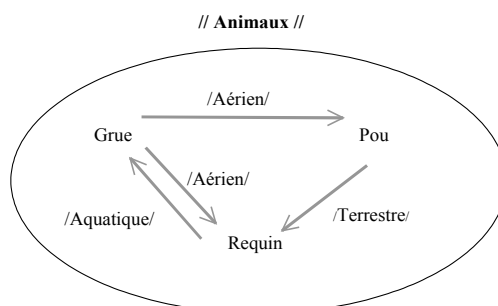 // Animaux //
/Aérien/
Grue
Pou
/Aérien/
/Aquatique/
/Terrestre/
Requin